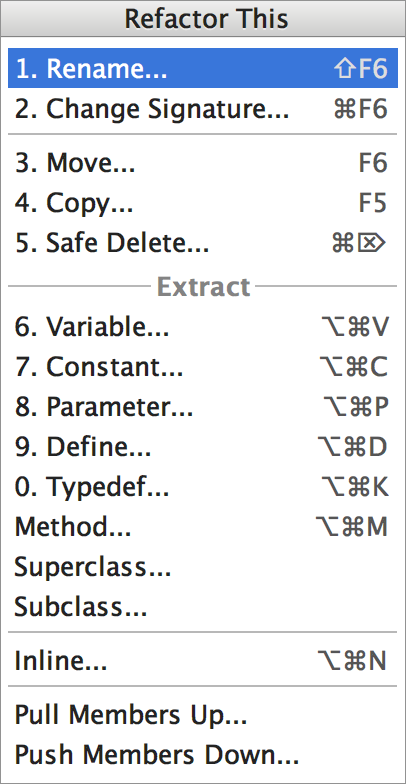 Refactor This
1. Rename... ⇧F6
2. Change Signature... ⌘F6
3. Move... F6
4. Copy... F5
5. Safe Delete... ⌘⌦
Extract
6. Variable... ⌥⌘V
7. Constant... ⌥⌘C
8. Parameter... ⌥⌘P
9. Define... ⌥⌘D
0. Typedef... ⌥⌘K
Method... ⌥⌘M
Superclass...
Subclass...
Inline... ⌥⌘N
Pull Members Up...
Push Members Down...